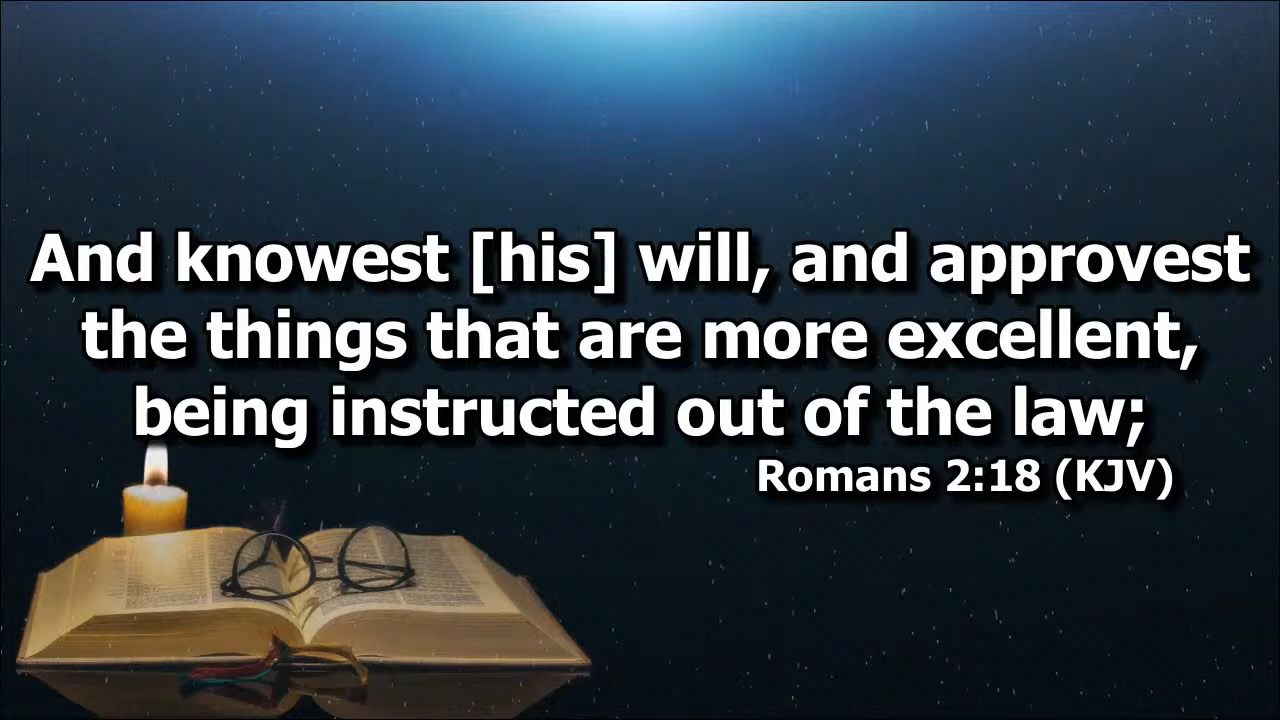 And knowest [his] will, and approvest
the things that are more excellent,
being instructed out of the law;
Romans 2:18 (KJV)